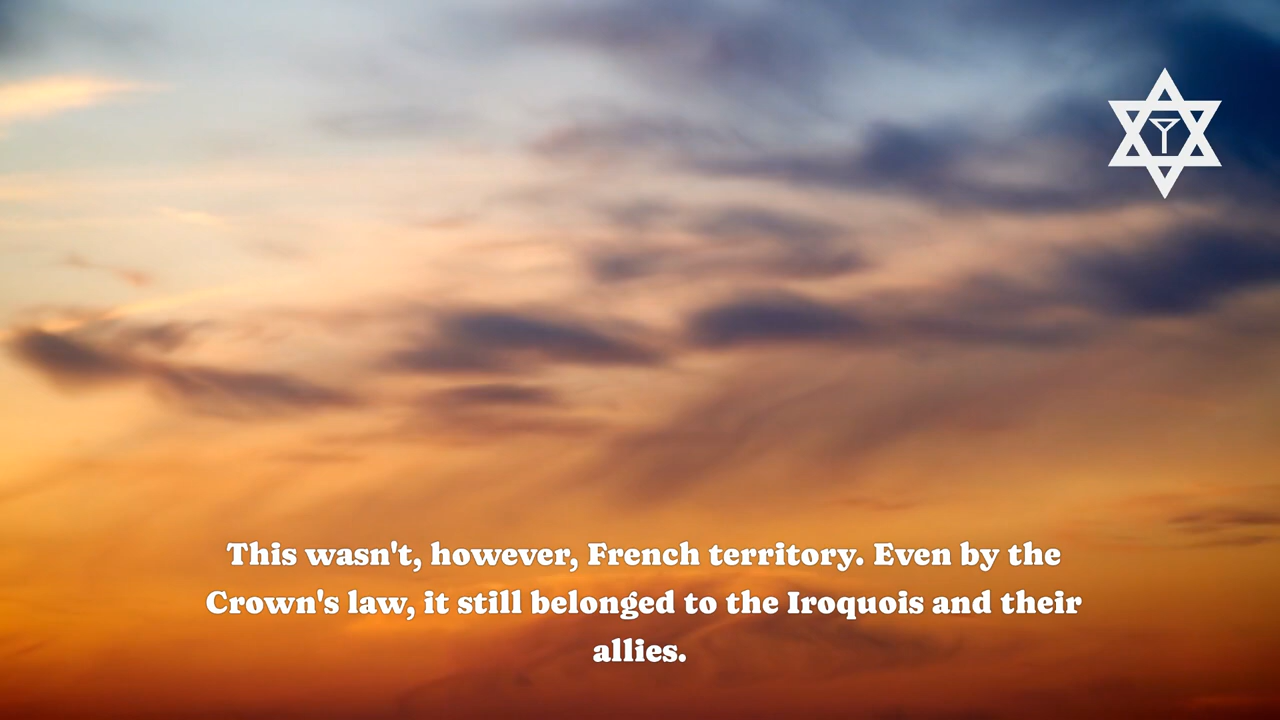 This wasn't, however, French territory. Even by the
Crown's law, it still belonged to the Iroquois and their
allies.